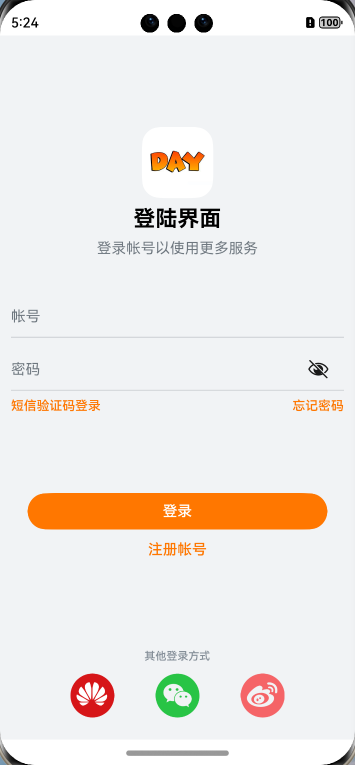 5:24
100
DAY
登陆界面
登录帐号以使用更多服务
帐号
密码
短信验证码登录 忘记密码
登录
注册帐号
其他登录方式